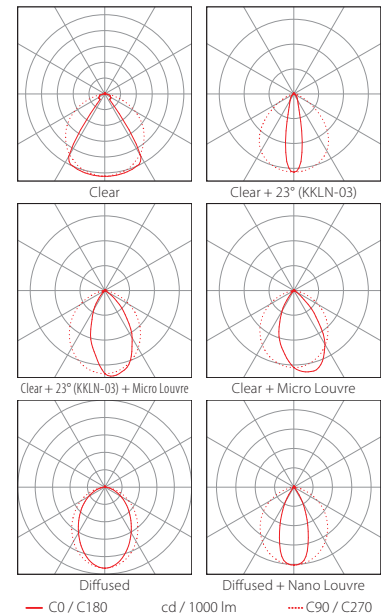 Clear
Clear + 23° (KKLN-03)
Clear + 23° (KKLN-03) + Micro Louvre
Clear + Micro Louvre
Diffused
Diffused + Nano Louvre
C0 / C180 cd / 1000 lm C90 / C270